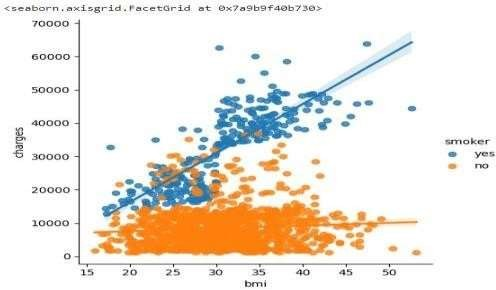 <seaborn.axisgrid.FacetGrid at 0x7a9b9f40b730>
70000
60000
50000
40000
30000
20000
10000
0
charges
15 20 25 30 35 40 45 50
bmi
smoker
yes
no